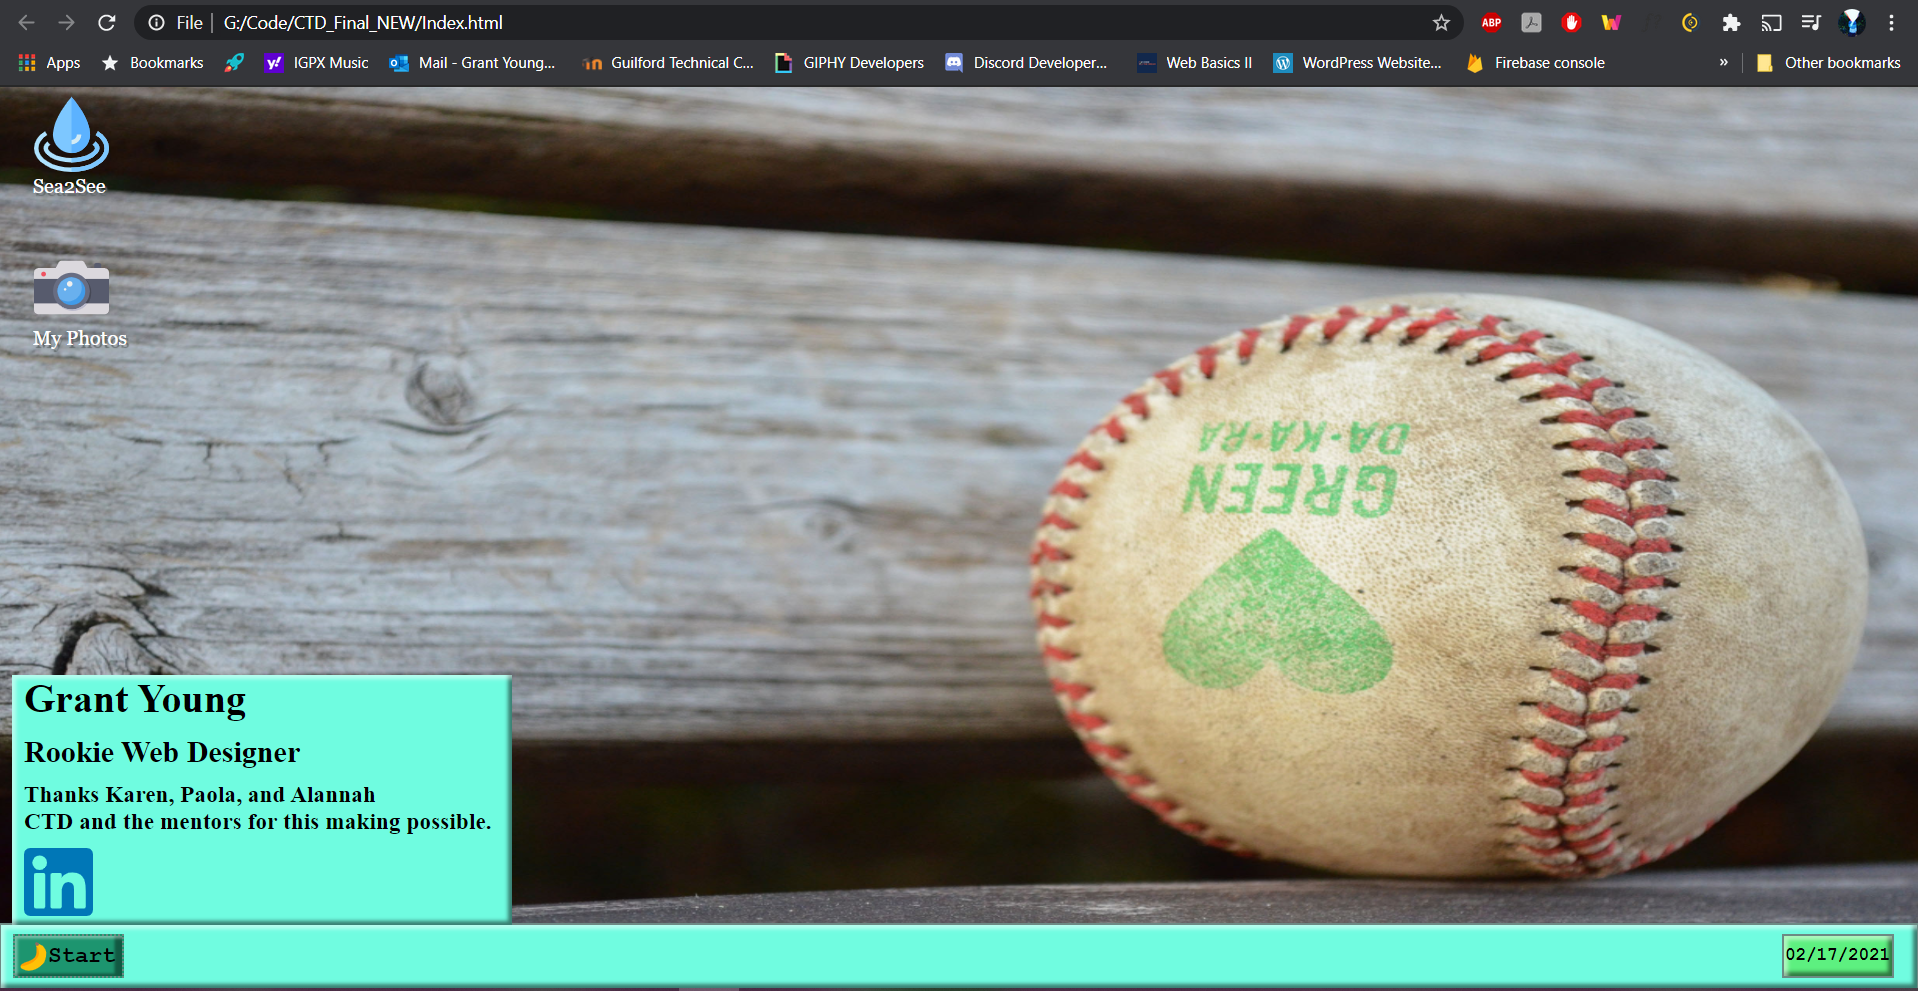 File G:/Code/CTD_Final_NEW/Index.html
ABP
Apps Bookmarks y! IGPX Music Mail - Grant Young... Guilford Technical C... GIPHY Developers Discord Developer... Web Basics II WordPress Website... Firebase console » Other bookmarks
Sea2See
My Photos
DA·KA·RA
GREEN
Grant Young
Rookie Web Designer
Thanks Karen, Paola, and Alannah
CTD and the mentors for this making possible.
in
Start
02/17/2021